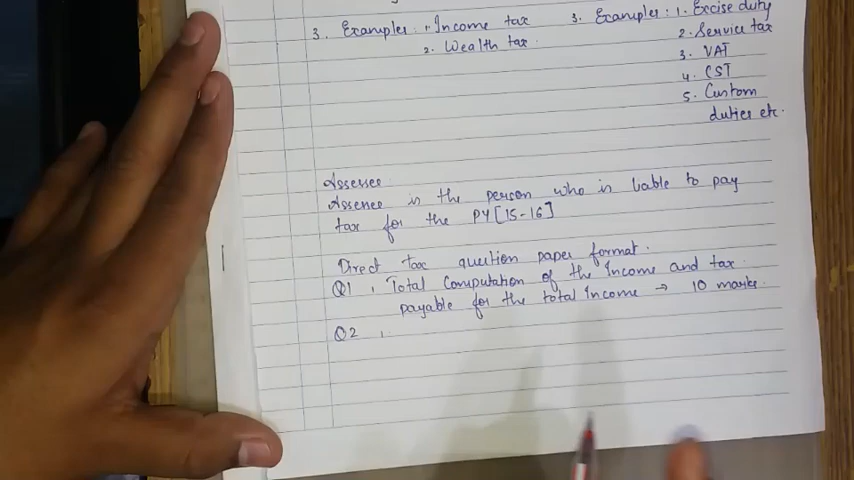 3. Examples: 1. Income tax
2. Wealth tax.
3. Examples: 1. Excise duty
2. Service tax
3. VAT
4. CST
5. Custom
duties etc.
Assessee
Assessee is the person who is liable to pay
tax for the PY [15-16]
Direct tax question paper format.
Q1, Total Computation of the Income and tax
payable for the total Income → 10 marks.
Q2,